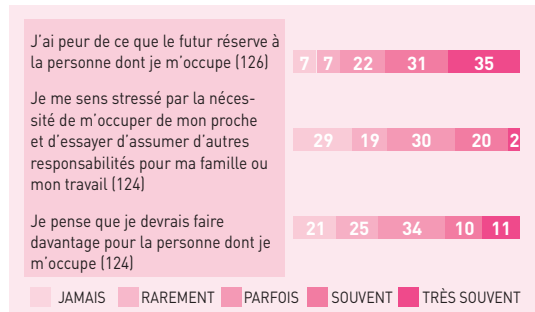 J'ai peur de ce que le futur réserve à
la personne dont je m'occupe (126)
7 7 22 31 35
Je me sens stressé par la néces-
sité de m'occuper de mon proche
et d'essayer d'assumer d'autres
responsabilités pour ma famille ou
mon travail (124)
29 19 30 20 2
Je pense que je devrais faire
davantage pour la personne dont je
m'occupe (124)
21 25 34 10 11
JAMAIS RAREMENT PARFOIS SOUVENT TRÈS SOUVENT